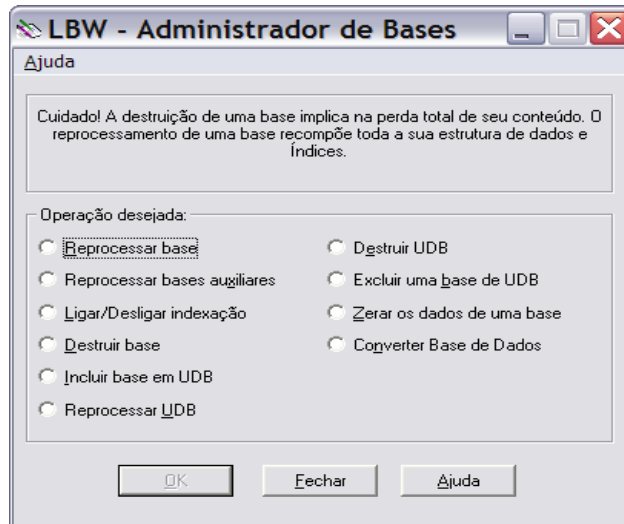 LBW - Administrador de Bases
Ajuda
Cuidado! A destruição de uma base implica na perda total de seu conteúdo. O
reprocessamento de uma base recompõe toda a sua estrutura de dados e
Índices.
Operação desejada:
Reprocessar base
Reprocessar bases auxiliares
Ligar/Desligar indexação
Destruir base
Incluir base em UDB
Reprocessar UDB
Destruir UDB
Excluir uma base de UDB
Zerar os dados de uma base
Converter Base de Dados
OK
Fechar
Ajuda